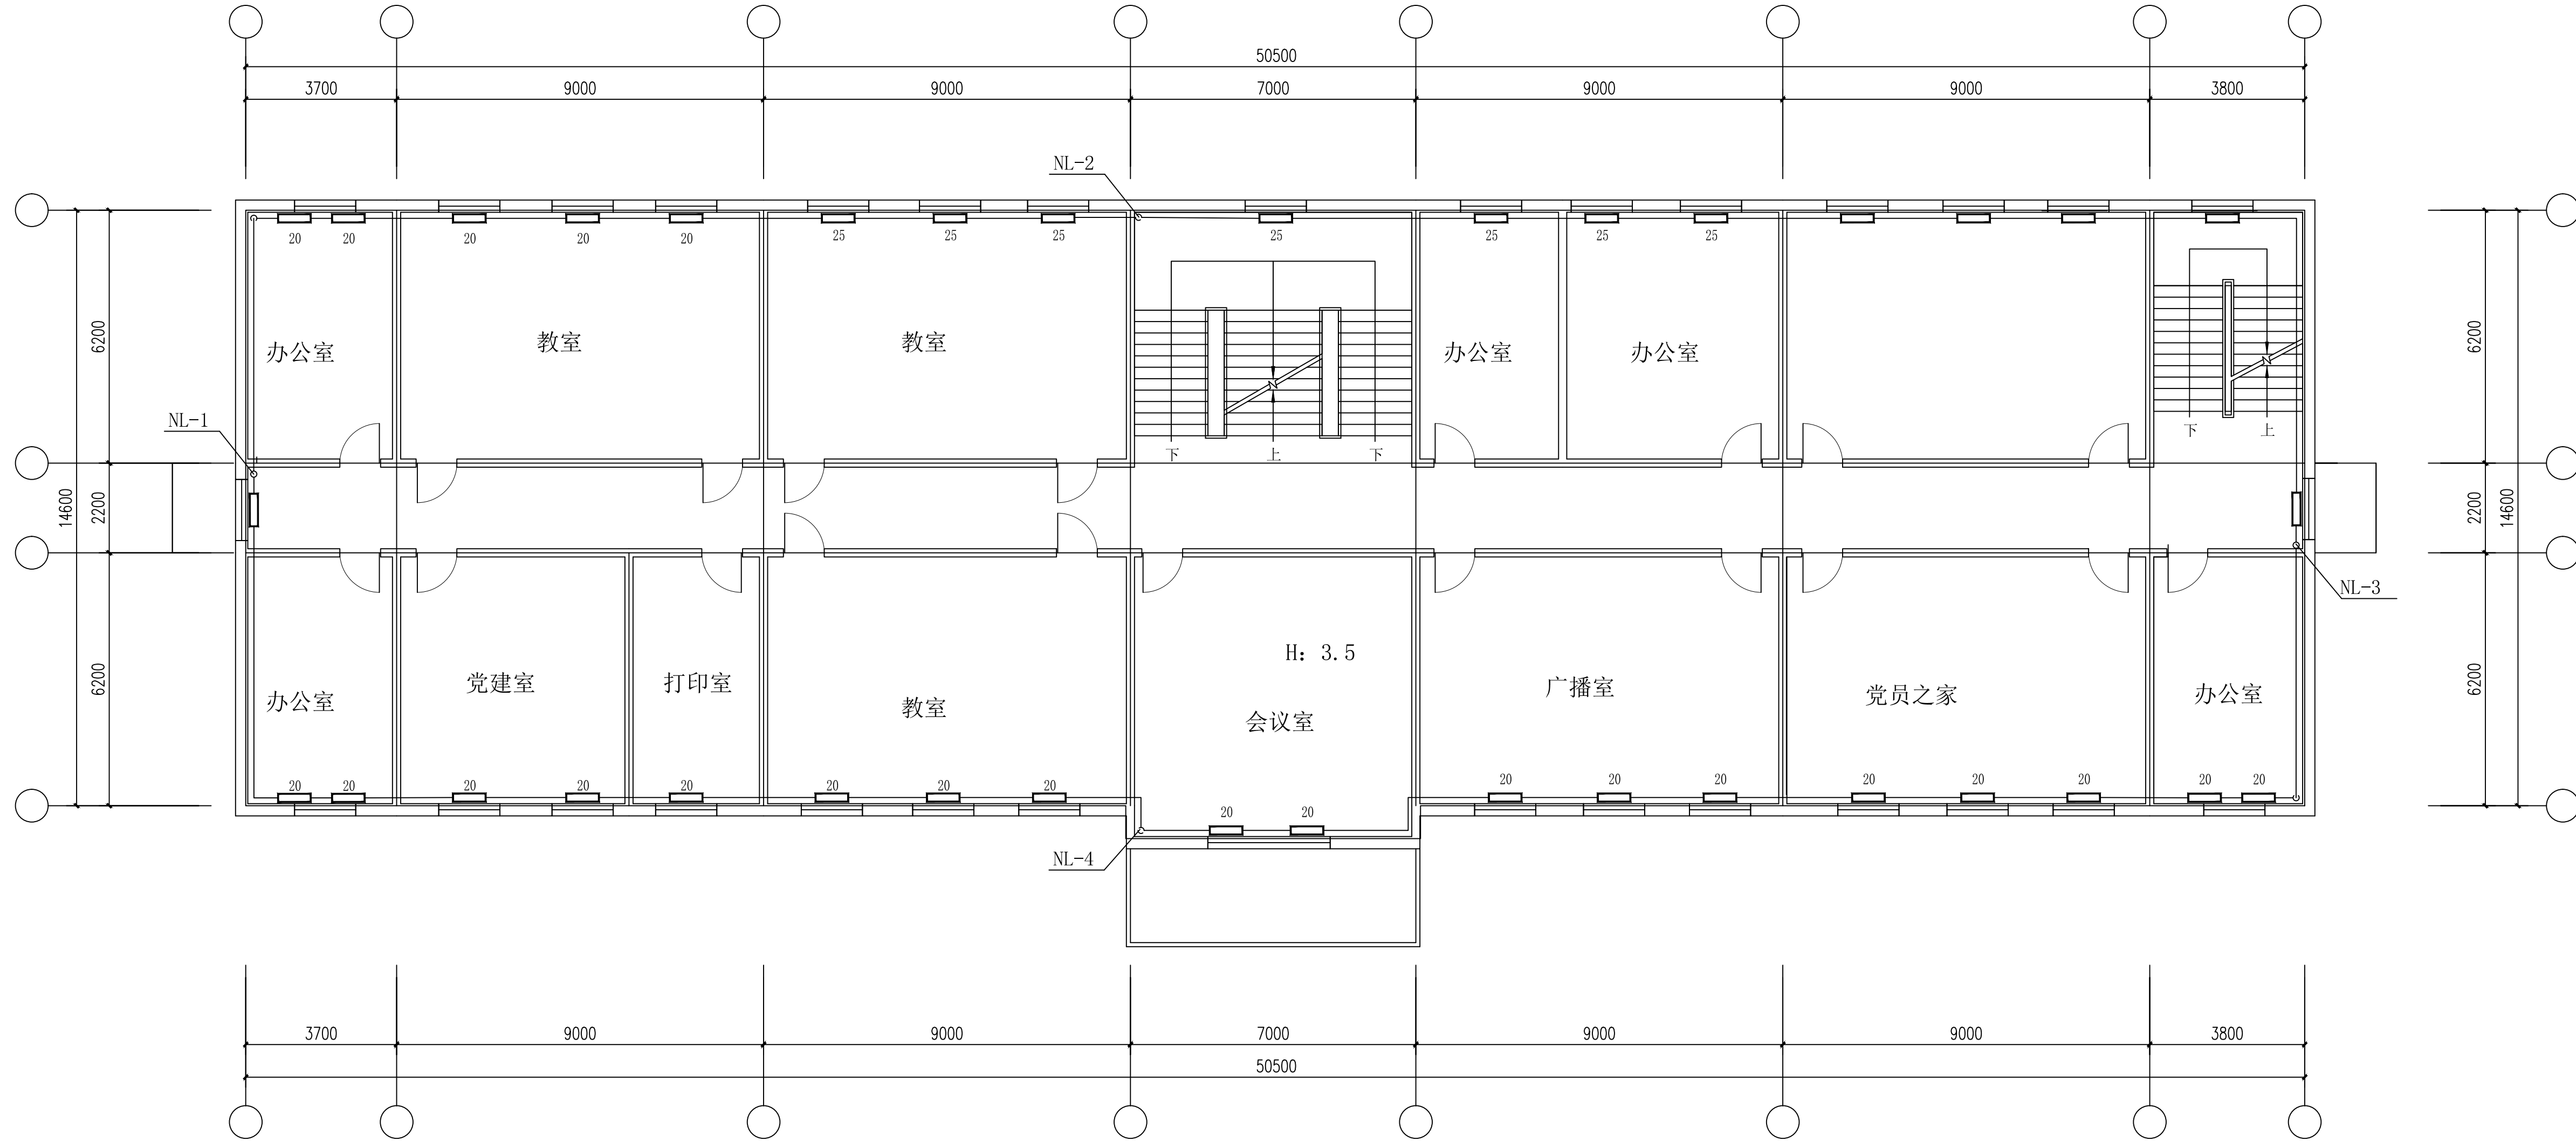 50500
3700 9000 9000 7000 9000 9000 3800
NL-2
20 20 20 20 20 25 25 25 25 25 25 25
6200 6200
办公室 教室 教室 办公室 办公室
NL-1
下 上 下 下 上
14600 2200 2200 14600
NL-3
H: 3.5
6200 6200
办公室 党建室 打印室 教室 会议室 广播室 党员之家 办公室
20 20 20 20 20 20 20 20 20 20 20 20 20 20 20 20
20 20
NL-4
3700 9000 9000 7000 9000 9000 3800
50500